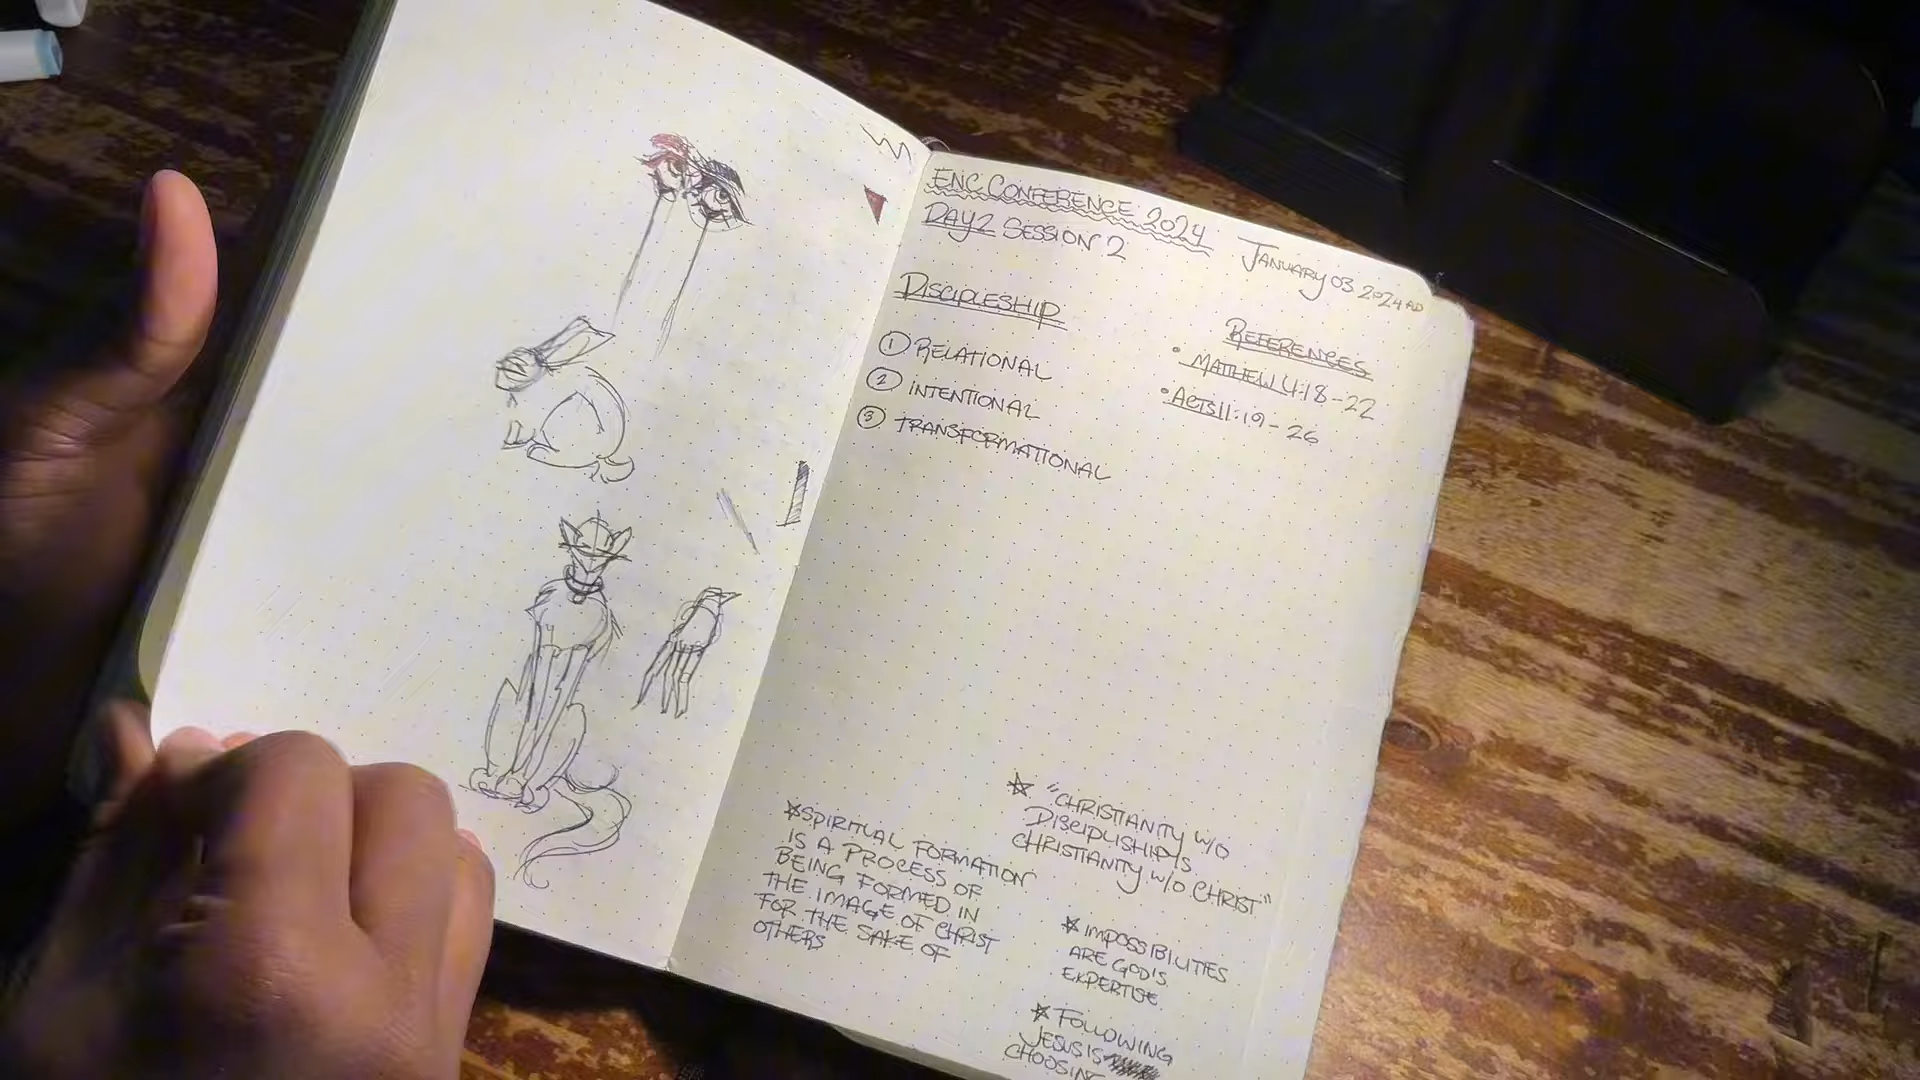 ENC CONFERENCE 2024
DAY 2 SESSION 2
JANUARY 03 2024 AD
DISCIPLESHIP
① RELATIONAL
② INTENTIONAL
③ TRANSFORMATIONAL
REFERENCES
• MATTHEW 4:18-22
• ACTS 11:19-26
* SPIRITUAL FORMATION
IS A PROCESS OF
BEING FORMED IN
THE IMAGE OF CHRIST
FOR THE SAKE OF
OTHERS
* "CHRISTIANITY W/O
DISCIPLISHIP IS
CHRISTIANITY W/O CHRIST"
* IMPOSSIBILITIES
ARE GOD'S
EXPERTISE
* FOLLOWING
JESUS IS
CHOOSING